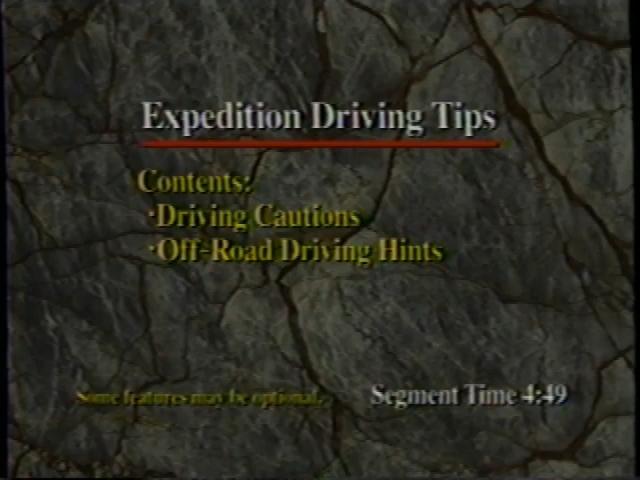 Expedition Driving Tips
Contents:
·Driving Cautions
·Off-Road Driving Hints
Some features may be optional.
Segment Time 4:49